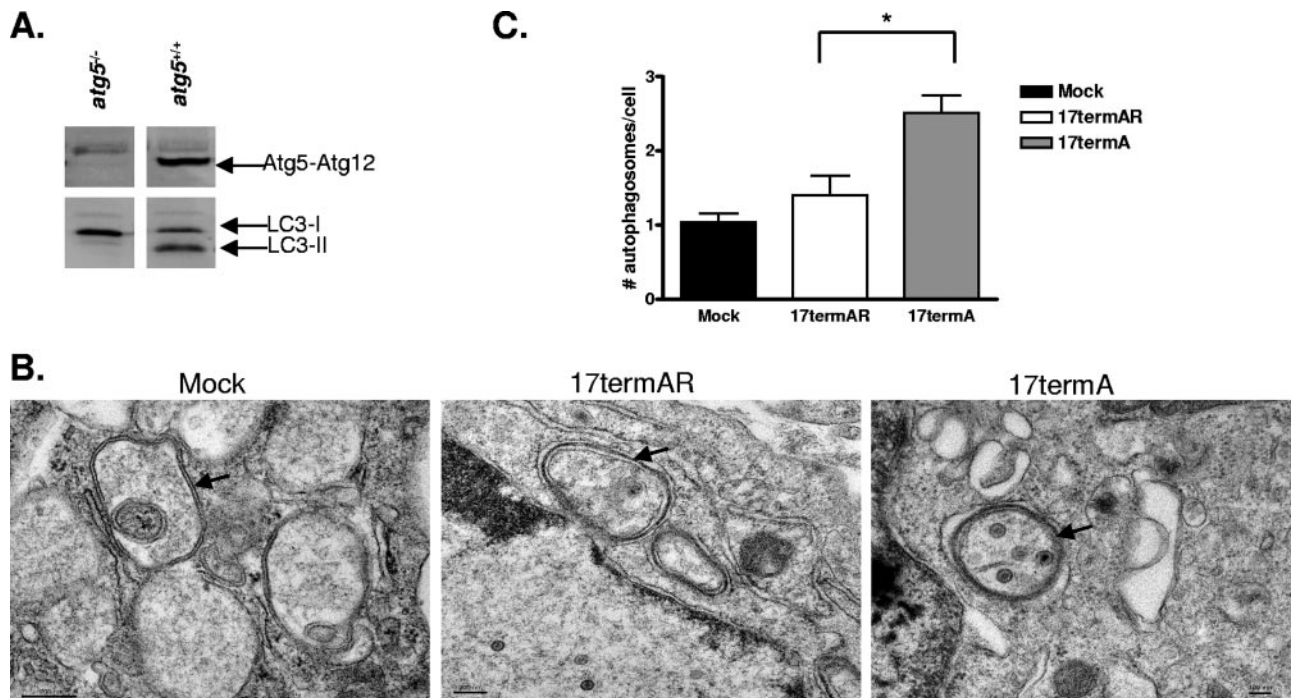 A.
atg5-/-
atg5+/+
Atg5-Atg12
LC3-I
LC3-II
C.
*
# autophagosomes/cell
3
2
1
0
Mock
17termAR
17termA
Mock
17termAR
17termA
B.
Mock
17termAR
17termA